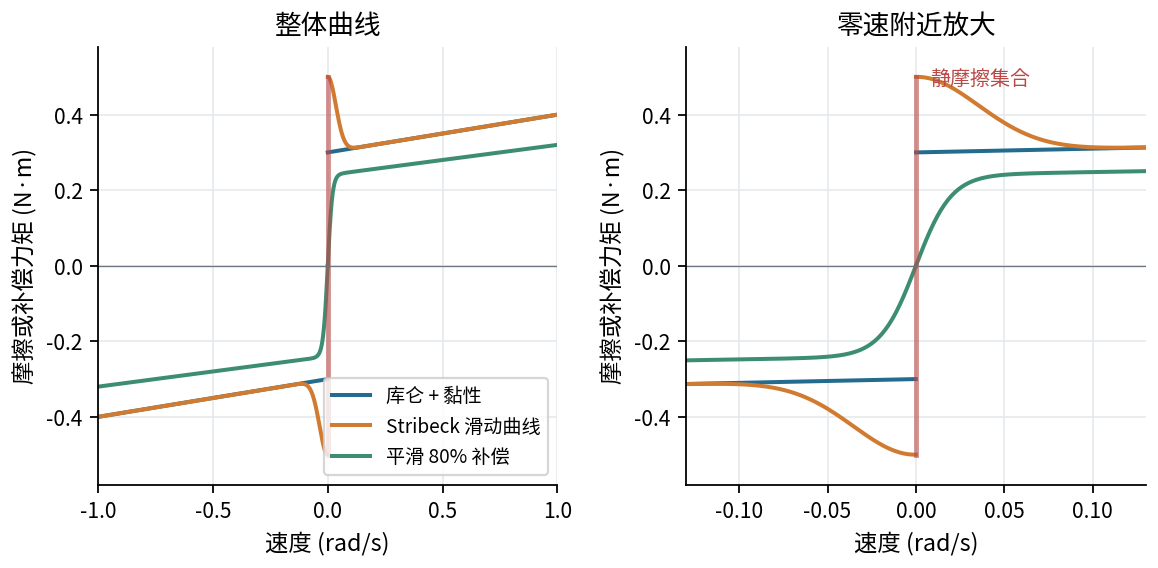 整体曲线
摩擦或补偿力矩 (N·m)
0.4
0.2
0.0
-0.2
-0.4
库仑 + 黏性
Stribeck 滑动曲线
平滑 80% 补偿
-1.0 -0.5 0.0 0.5 1.0
速度 (rad/s)
零速附近放大
静摩擦集合
摩擦或补偿力矩 (N·m)
0.4
0.2
0.0
-0.2
-0.4
-0.10 -0.05 0.00 0.05 0.10
速度 (rad/s)